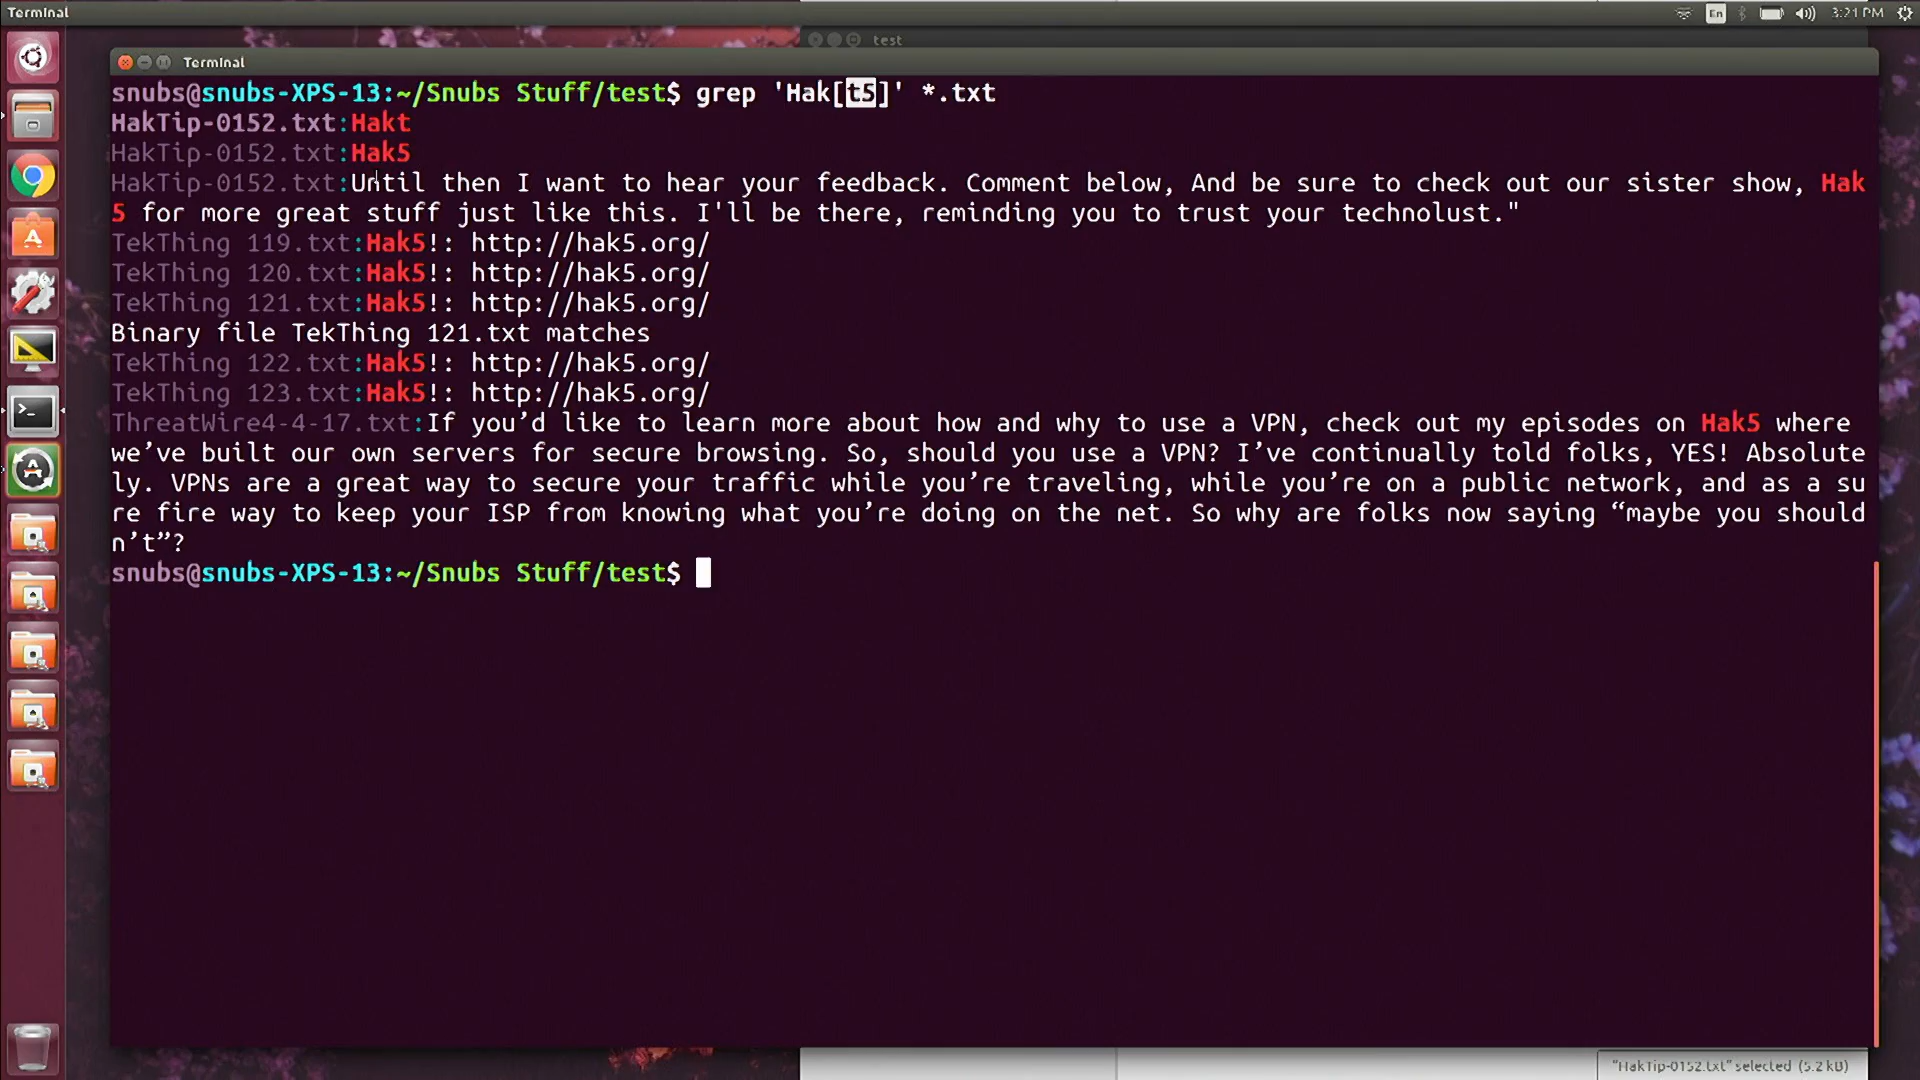 Terminal
En
3:21 PM
test
Terminal
snubs@snubs-XPS-13:~/Snubs Stuff/test$ grep 'Hak[t5]' *.txt
HakTip-0152.txt:Hakt
HakTip-0152.txt:Hak5
HakTip-0152.txt:Until then I want to hear your feedback. Comment below, And be sure to check out our sister show, Hak
5 for more great stuff just like this. I'll be there, reminding you to trust your technolust."
TekThing 119.txt:Hak5!: http://hak5.org/
TekThing 120.txt:Hak5!: http://hak5.org/
TekThing 121.txt:Hak5!: http://hak5.org/
Binary file TekThing 121.txt matches
TekThing 122.txt:Hak5!: http://hak5.org/
TekThing 123.txt:Hak5!: http://hak5.org/
ThreatWire4-4-17.txt:If you’d like to learn more about how and why to use a VPN, check out my episodes on Hak5 where
we’ve built our own servers for secure browsing. So, should you use a VPN? I’ve continually told folks, YES! Absolute
ly. VPNs are a great way to secure your traffic while you’re traveling, while you’re on a public network, and as a su
re fire way to keep your ISP from knowing what you’re doing on the net. So why are folks now saying “maybe you should
n’t”?
snubs@snubs-XPS-13:~/Snubs Stuff/test$
"HakTip-0152.txt" selected (5.2 kB)